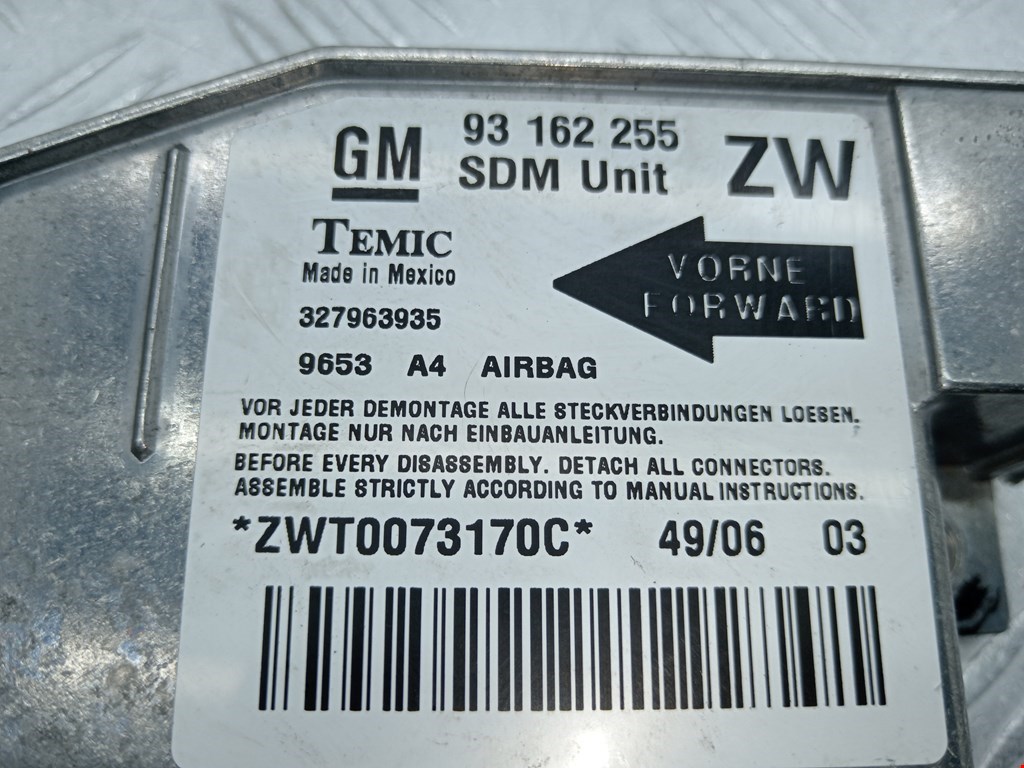 GM 93 162 255 ZW
SDM Unit
TEMIC
Made in Mexico
VORNE
FORWARD
327963935
9653 A4 AIRBAG
VOR JEDER DEMONTAGE ALLE STECKVERBINDUNGEN LOESEN.
MONTAGE NUR NACH EINBAUANLEITUNG.
BEFORE EVERY DISASSEMBLY. DETACH ALL CONNECTORS.
ASSEMBLE STRICTLY ACCORDING TO MANUAL INSTRUCTIONS.
*ZWT0073170C* 49/06 03